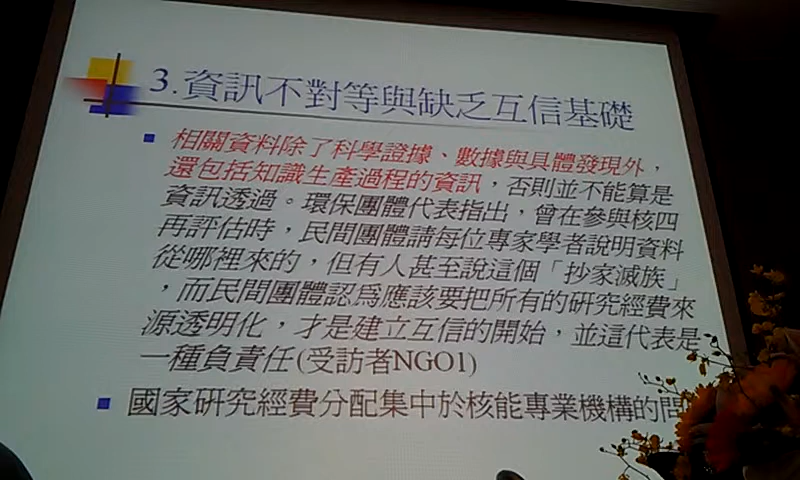 3.資訊不對等與缺乏互信基礎
相關資料除了科學證據、數據與具體發現外，
還包括知識生產過程的資訊，否則並不能算是
資訊透過。環保團體代表指出，曾在參與核四
再評估時，民間團體請每位專家學者說明資料
從哪裡來的，但有人甚至說這個「抄家滅族」
，而民間團體認為應該要把所有的研究經費來
源透明化，才是建立互信的開始，並這代表是
一種負責任(受訪者NGO1)
國家研究經費分配集中於核能專業機構的問